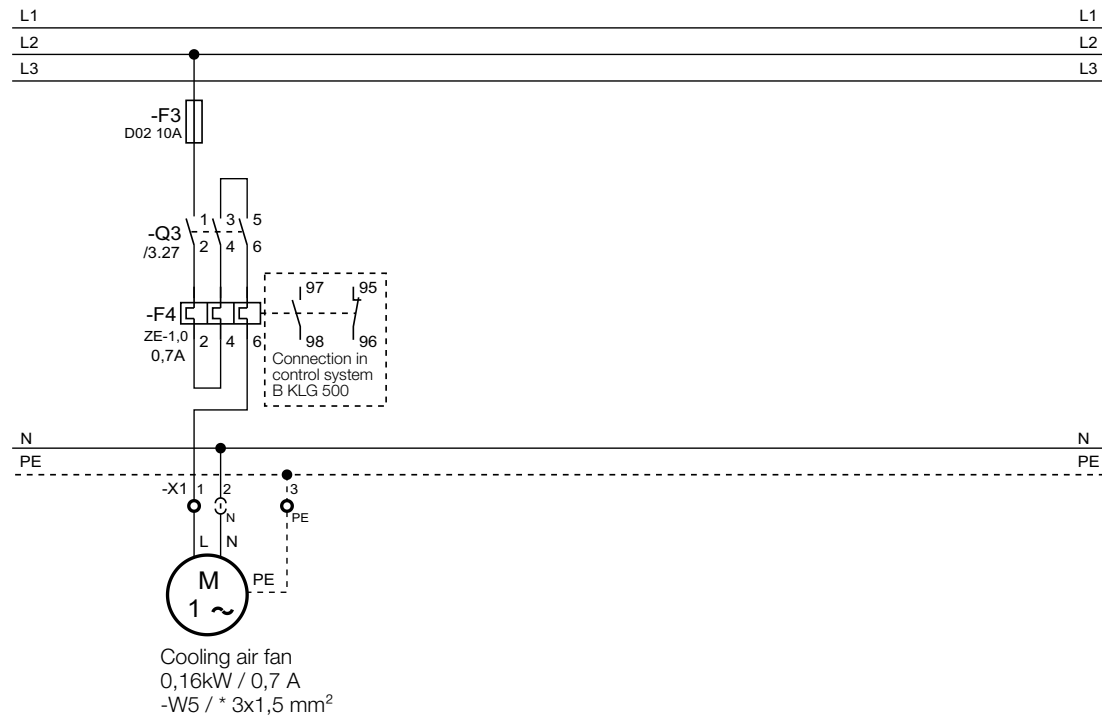 L1 L1
L2 L2
L3 L3
-F3
D02 10A
1 3 5
-Q3
/3.27
2 4 6
97 95
-F4
ZE-1,0
0,7A
2 4 6
98 96
Connection in
control system
B KLG 500
N N
PE PE
-X1 1 2 3
N PE
L N
M
1 ~
PE
Cooling air fan
0,16kW / 0,7 A
-W5 / * 3x1,5 mm²